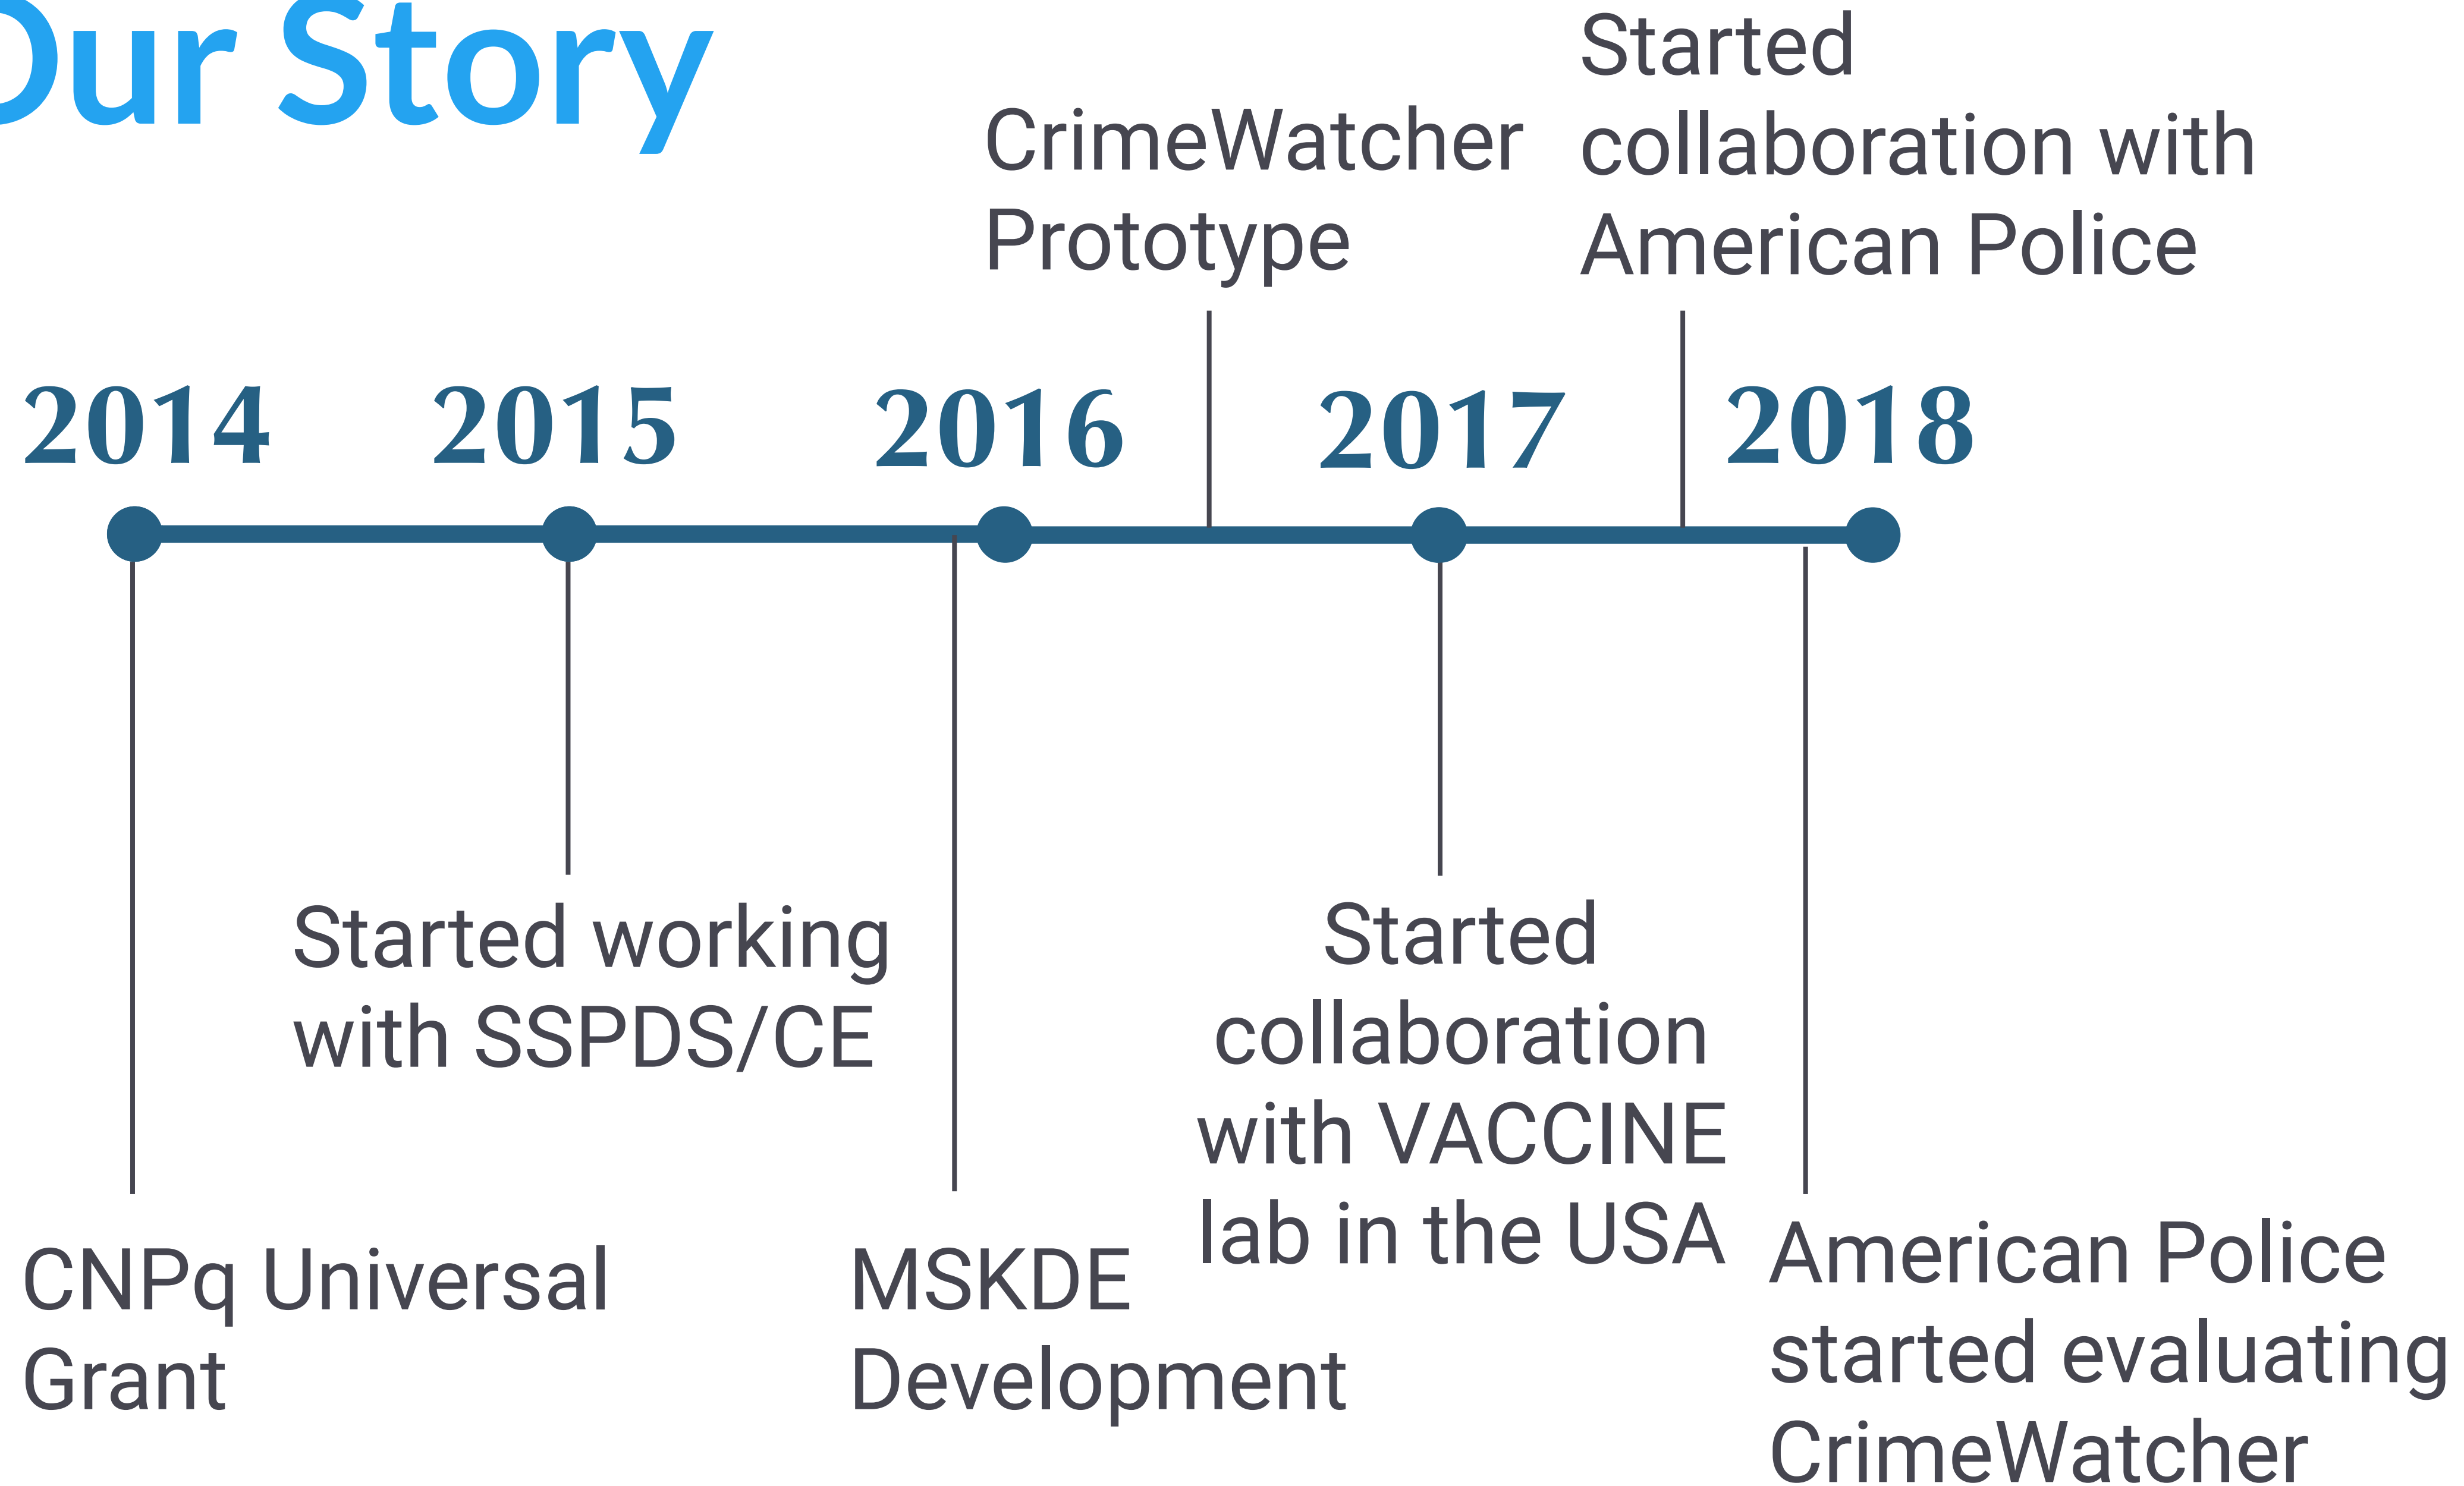 Our Story
CrimeWatcher
Prototype
Started
collaboration with
American Police
2014
2015
2016
2017
2018
Started working
with SSPDS/CE
Started
collaboration
with VACCINE
lab in the USA
CNPq Universal
Grant
MSKDE
Development
American Police
started evaluating
CrimeWatcher